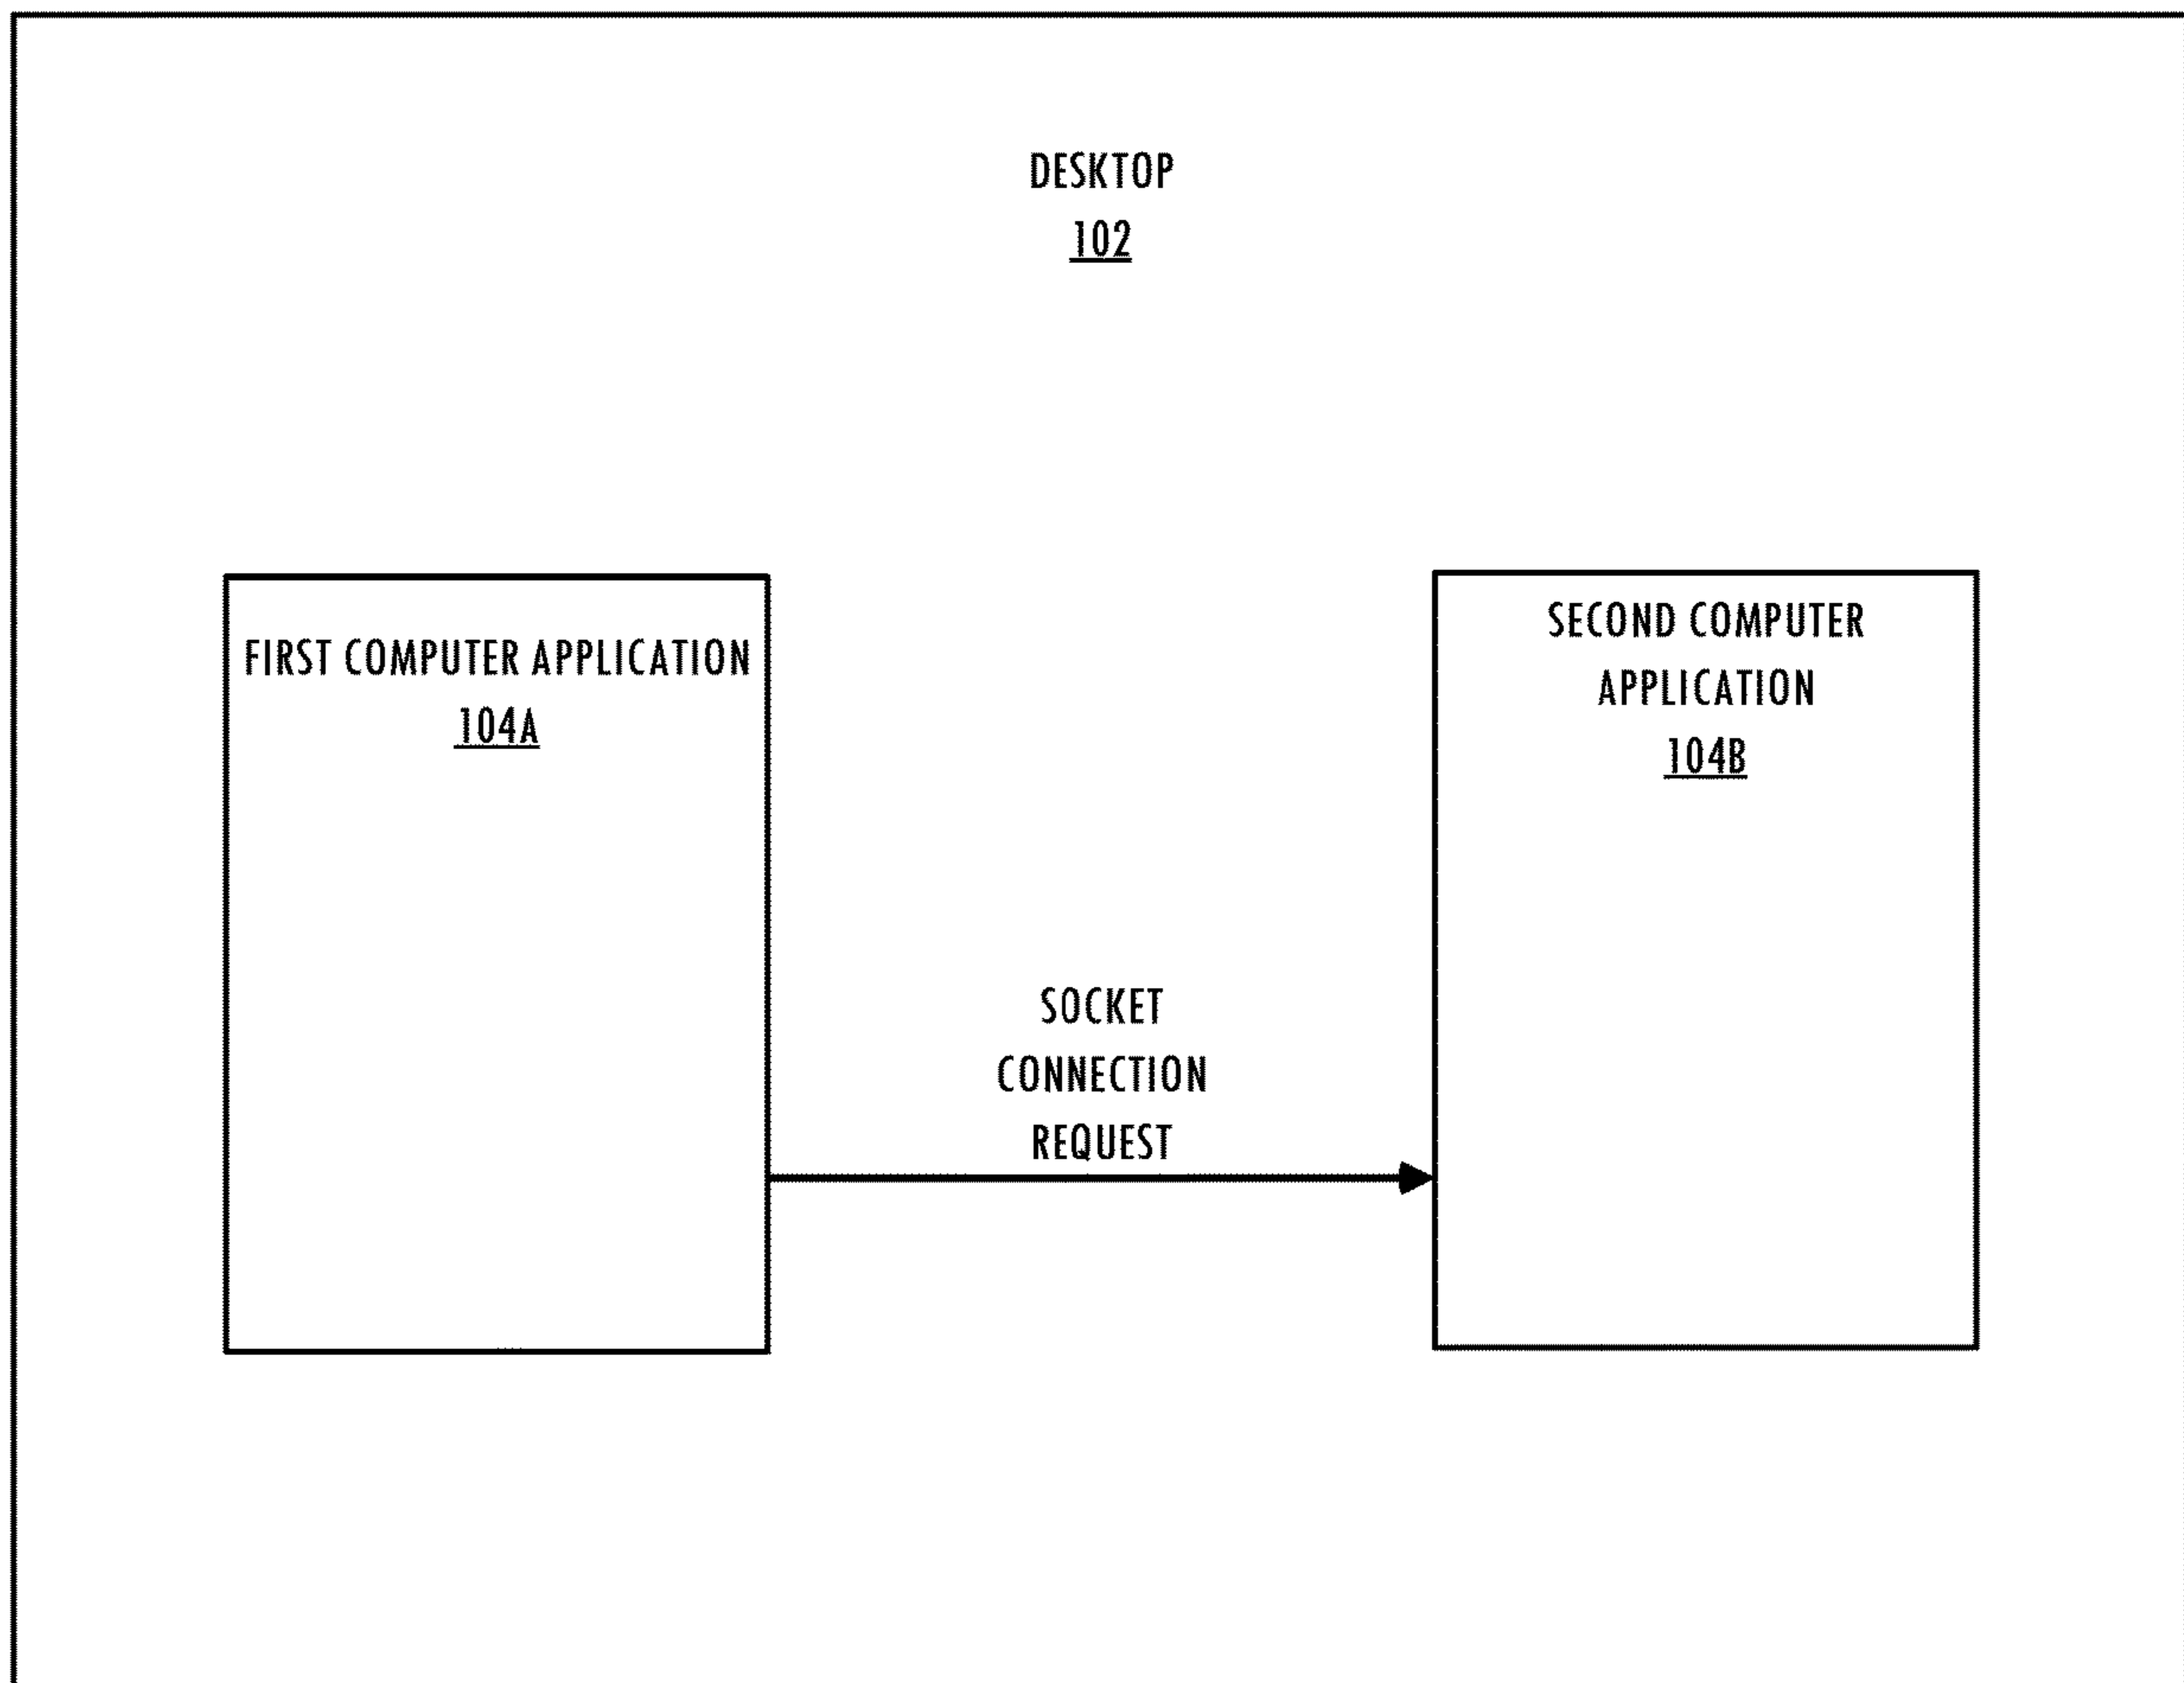 DESKTOP
102
FIRST COMPUTER APPLICATION
104A
SECOND COMPUTER
APPLICATION
104B
SOCKET
CONNECTION
REQUEST